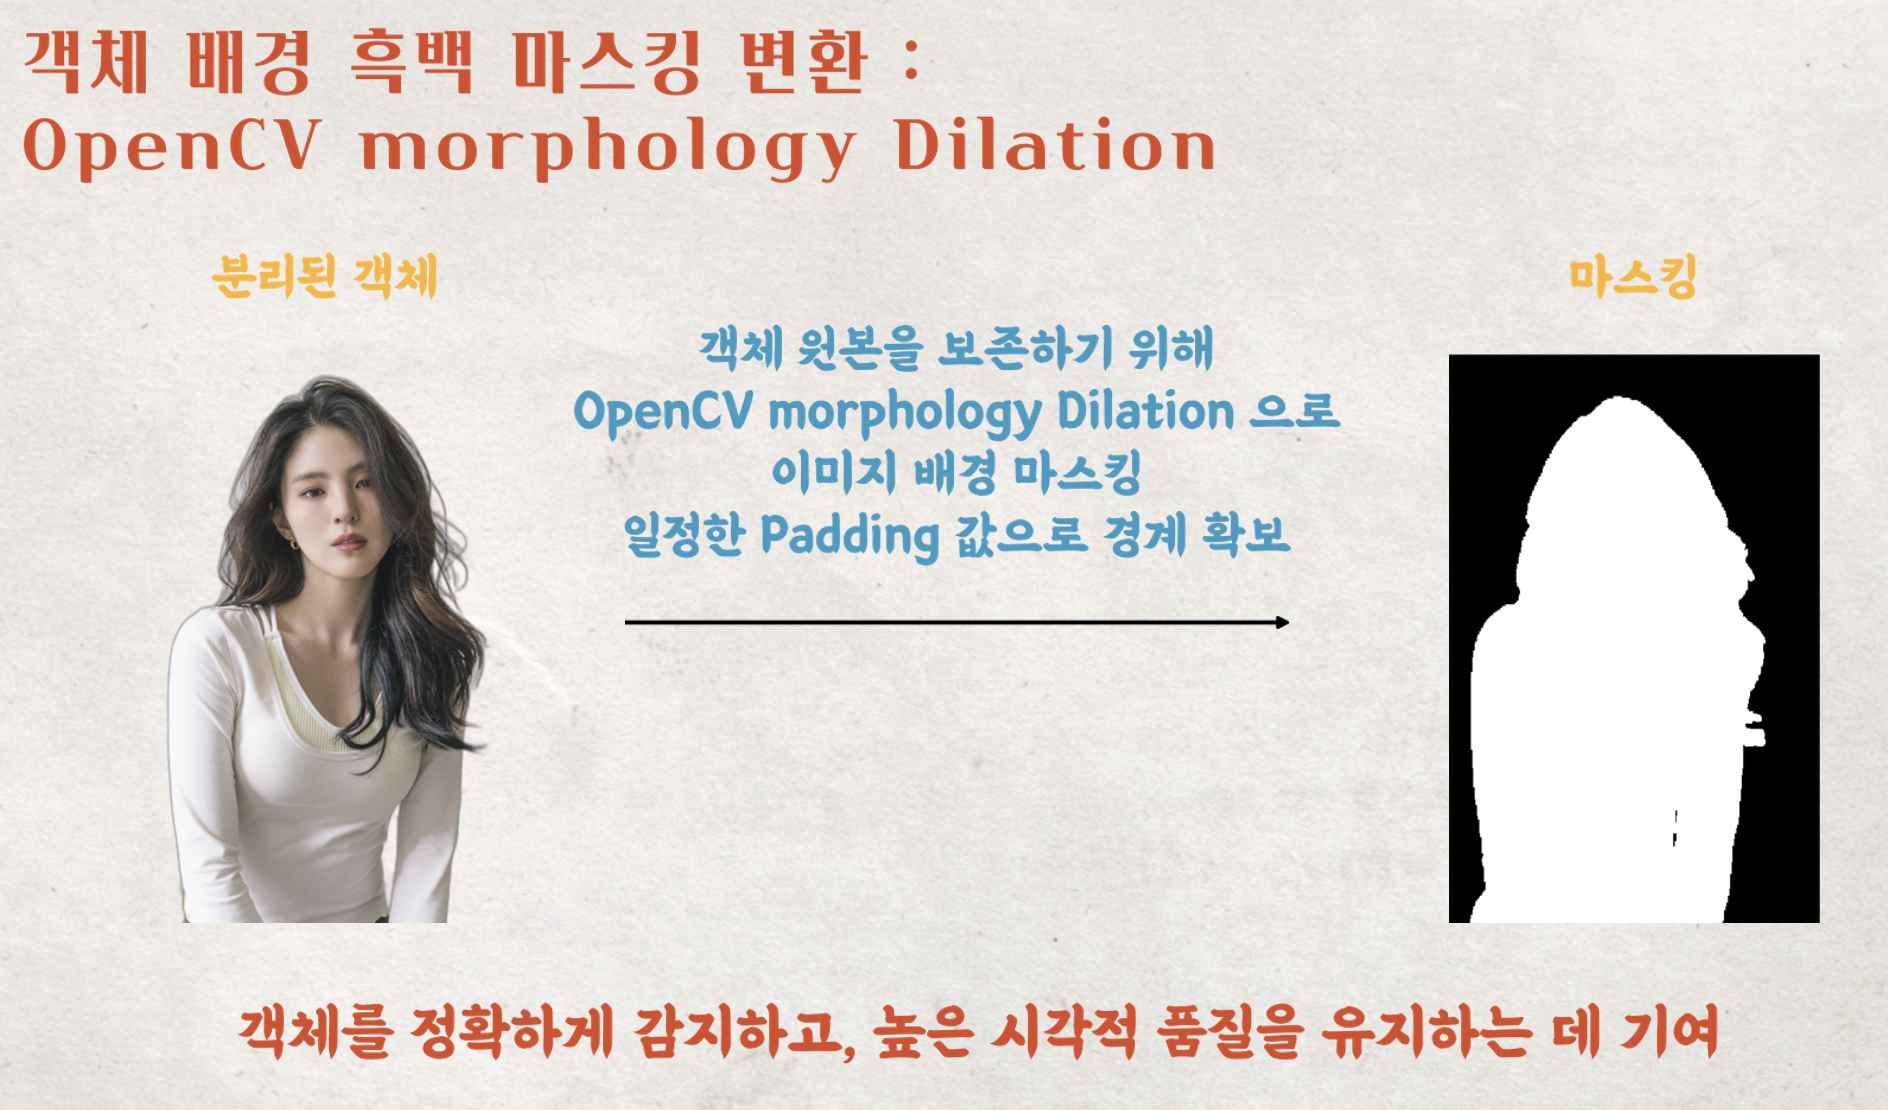 객체 배경 흑백 마스킹 변환 :
OpenCV morphology Dilation
분리된 객체
마스킹
객체 원본을 보존하기 위해
OpenCV morphology Dilation 으로
이미지 배경 마스킹
일정한 Padding 값으로 경계 확보
객체를 정확하게 감지하고, 높은 시각적 품질을 유지하는 데 기여